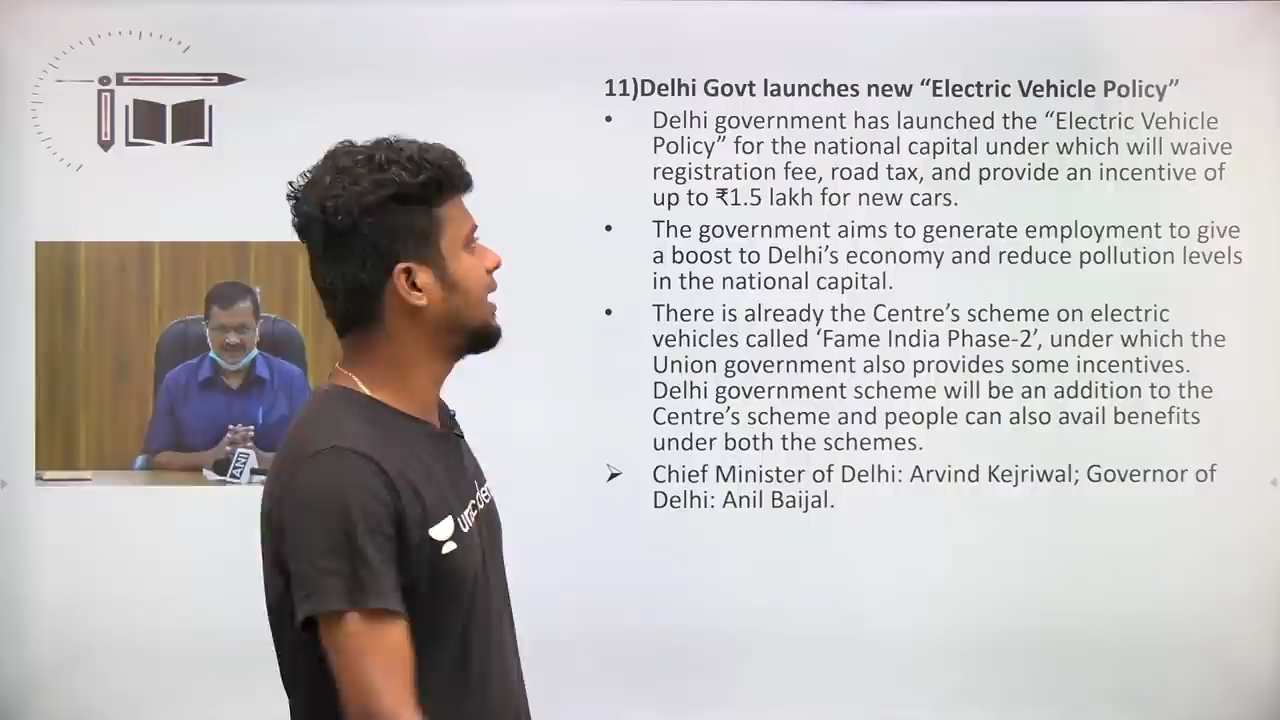 11)Delhi Govt launches new “Electric Vehicle Policy”
• Delhi government has launched the “Electric Vehicle
Policy” for the national capital under which will waive
registration fee, road tax, and provide an incentive of
up to ₹1.5 lakh for new cars.
• The government aims to generate employment to give
a boost to Delhi’s economy and reduce pollution levels
in the national capital.
• There is already the Centre’s scheme on electric
vehicles called ‘Fame India Phase-2’, under which the
Union government also provides some incentives.
Delhi government scheme will be an addition to the
Centre’s scheme and people can also avail benefits
under both the schemes.
➢ Chief Minister of Delhi: Arvind Kejriwal; Governor of
Delhi: Anil Baijal.
ANI